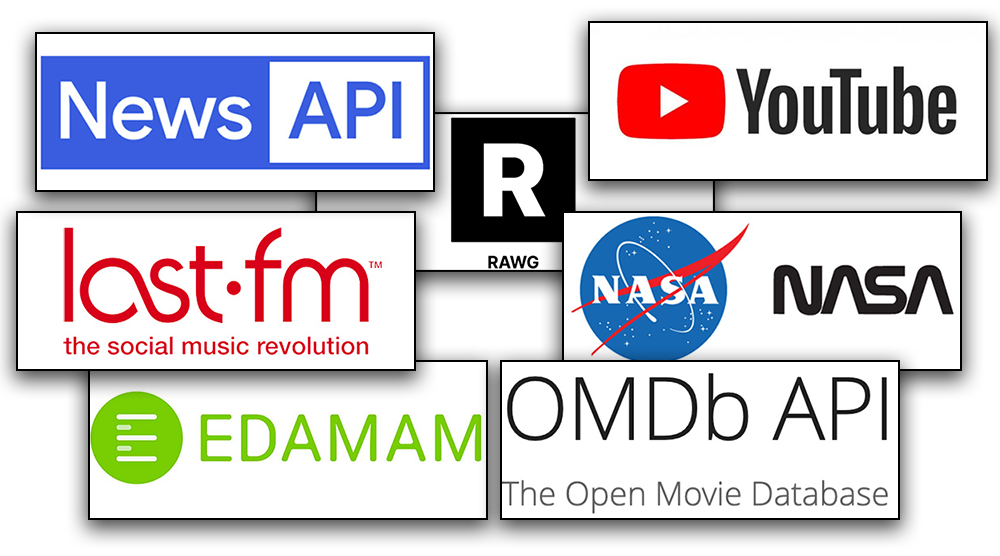 News API
YouTube
R
RAWG
last.fm™
the social music revolution
NASA
NASA
EDAMAM
OMDb API
The Open Movie Database